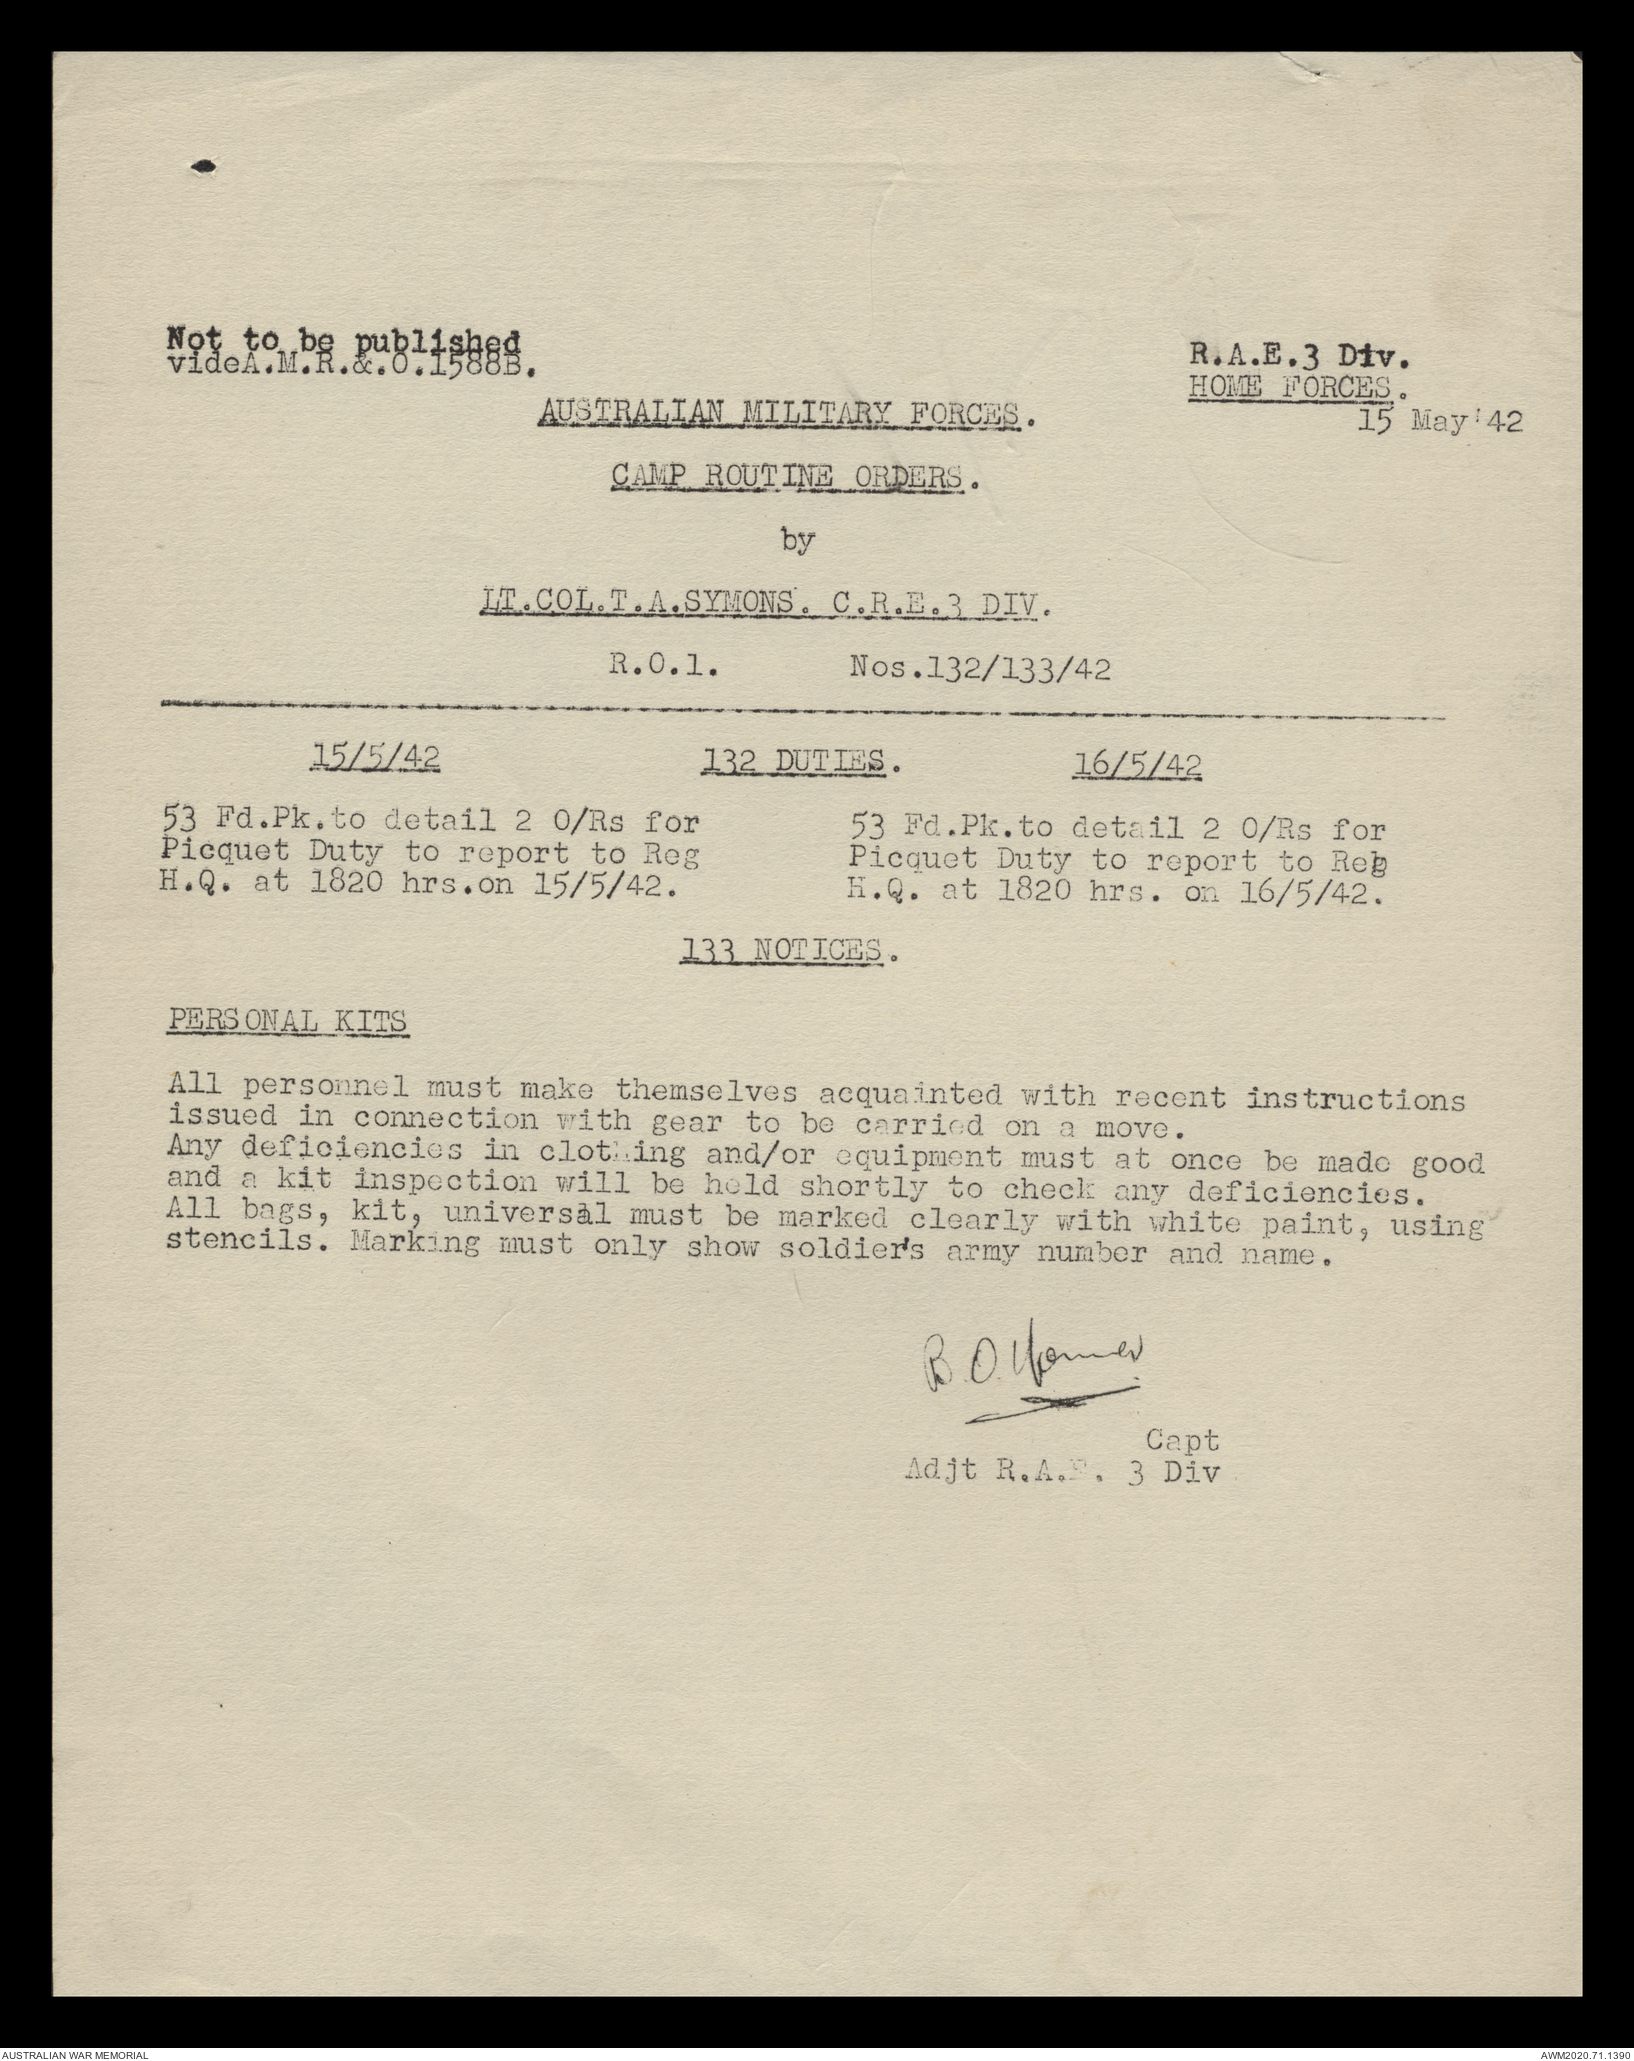 Not to be published
videA.M.R.&.O.1588B.
R.A.E.3 Div.
HOME FORCES.
15 May'42
AUSTRALIAN MILITARY FORCES.
CAMP ROUTINE ORDERS.
by
LT.COL.T.A.SYMONS. C.R.E.3 DIV.
R.O.1. Nos.132/133/42
15/5/42 132 DUTIES. 16/5/42
53 Fd.Pk.to detail 2 O/Rs for
Picquet Duty to report to Reg
H.Q. at 1820 hrs.on 15/5/42.
53 Fd.Pk.to detail 2 O/Rs for
Picquet Duty to report to Reg
H.Q. at 1820 hrs. on 16/5/42.
133 NOTICES.
PERSONAL KITS
All personnel must make themselves acquainted with recent instructions
issued in connection with gear to be carried on a move.
Any deficiencies in clothing and/or equipment must at once be made good
and a kit inspection will be held shortly to check any deficiencies.
All bags, kit, universal must be marked clearly with white paint, using
stencils. Marking must only show soldier's army number and name.
B.O.
Capt
Adjt R.A.E. 3 Div
AUSTRALIAN WAR MEMORIAL
AWM2020.71.1390